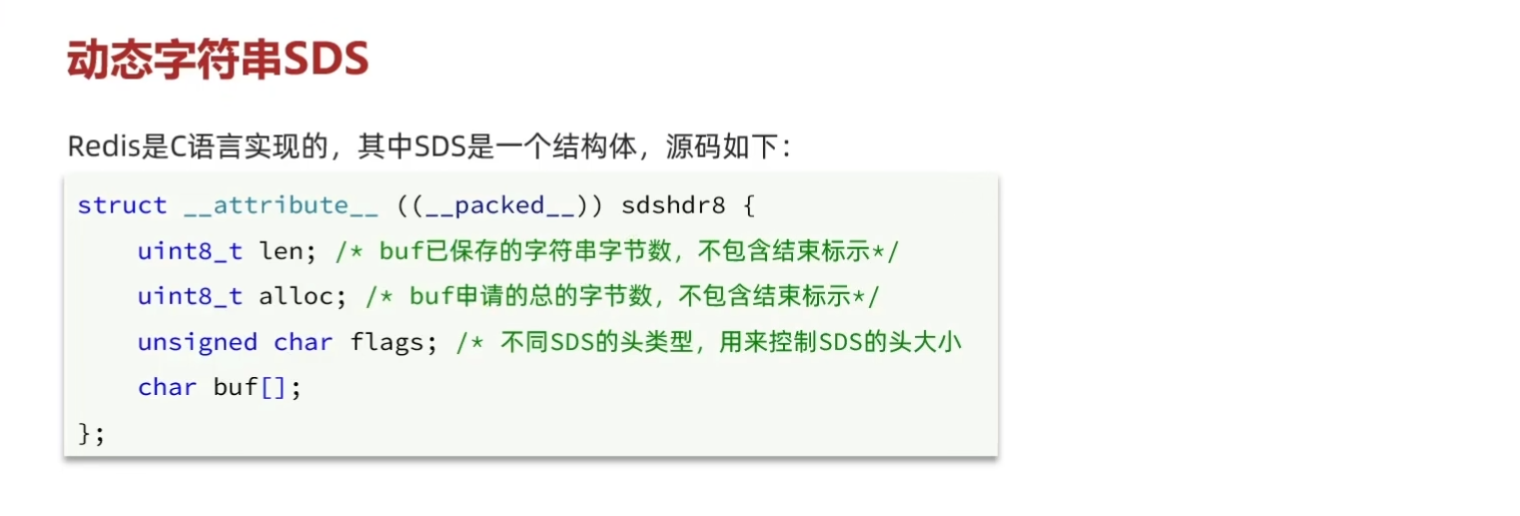 动态字符串SDS
Redis是C语言实现的，其中SDS是一个结构体，源码如下：
struct __attribute__ ((__packed__)) sdshdr8 {
    uint8_t len; /* buf已保存的字符串字节数，不包含结束标示*/
    uint8_t alloc; /* buf申请的总的字节数，不包含结束标示*/
    unsigned char flags; /* 不同SDS的头类型，用来控制SDS的头大小
    char buf[];
};